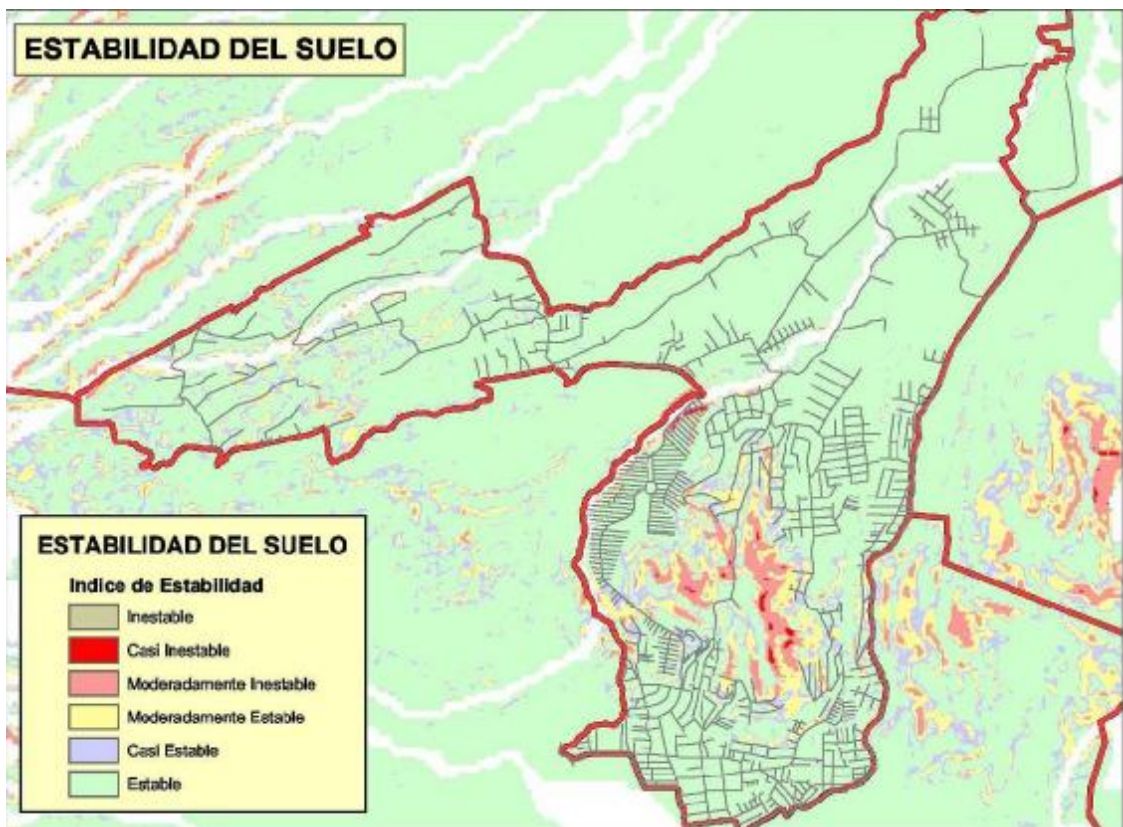 ESTABILIDAD DEL SUELO
ESTABILIDAD DEL SUELO
Indice de Estabilidad
Inestable
Casi Inestable
Moderadamente Inestable
Moderadamente Estable
Casi Estable
Estable